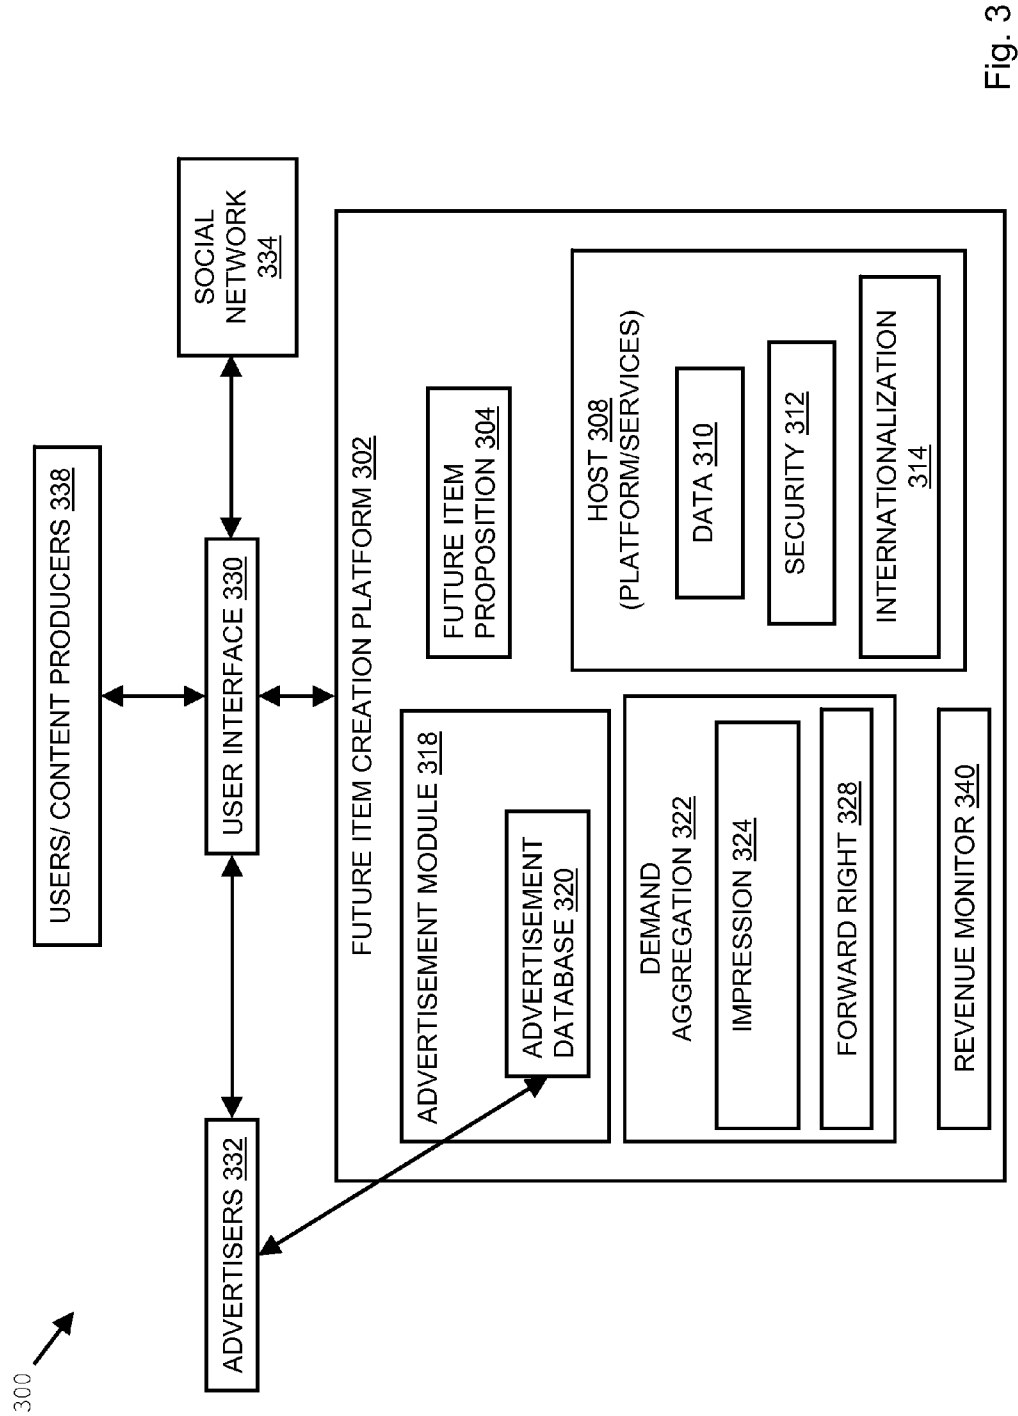 300
USERS/ CONTENT PRODUCERS 338
ADVERTISERS 332
USER INTERFACE 330
SOCIAL
NETWORK
334
FUTURE ITEM CREATION PLATFORM 302
ADVERTISEMENT MODULE 318
ADVERTISEMENT
DATABASE 320
FUTURE ITEM
PROPOSITION 304
DEMAND
AGGREGATION 322
IMPRESSION 324
FORWARD RIGHT 328
REVENUE MONITOR 340
HOST 308
(PLATFORM/SERVICES)
DATA 310
SECURITY 312
INTERNATIONALIZATION
314
Fig. 3